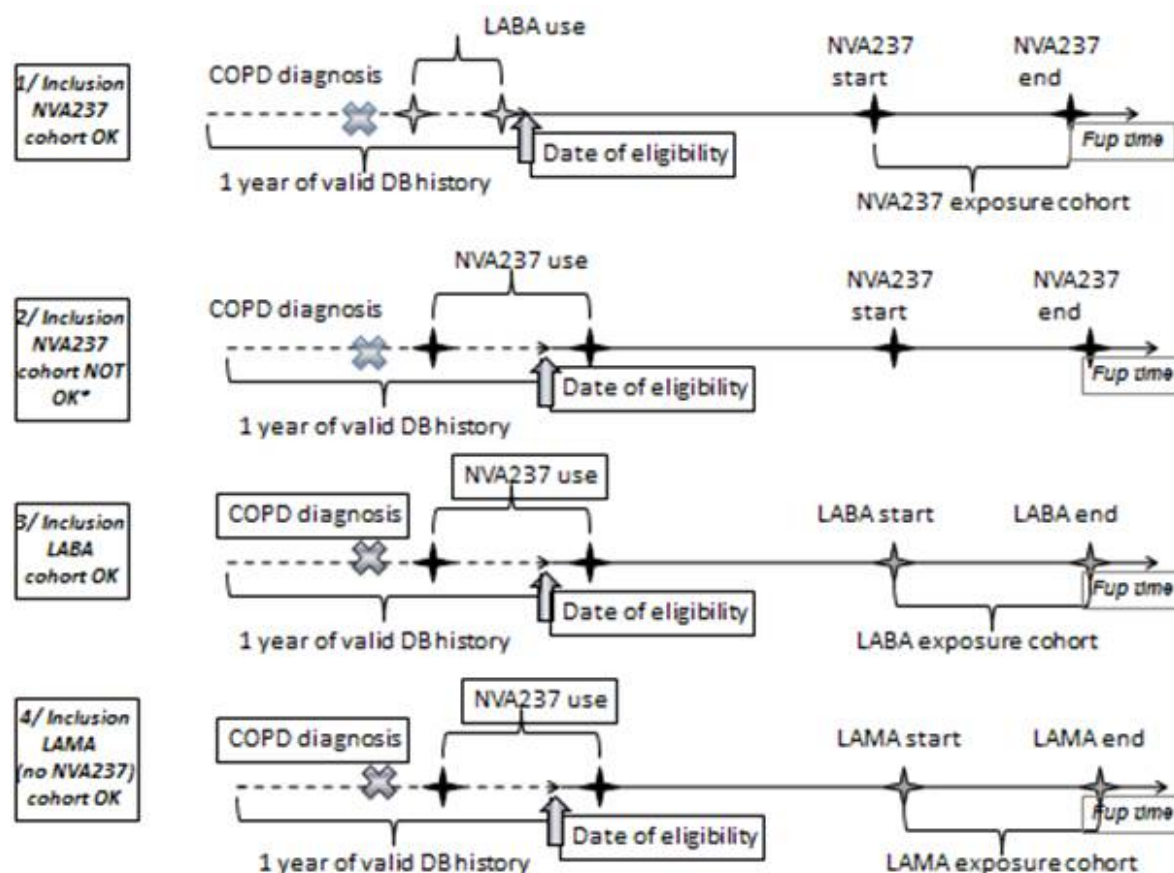 LABA use
1/ Inclusion
NVA237
cohort OK
COPD diagnosis
NVA237
start
NVA237
end
Fup time
Date of eligibility
1 year of valid DB history
NVA237 exposure cohort
NVA237 use
2/ Inclusion
NVA237
cohort NOT
OK*
COPD diagnosis
NVA237
start
NVA237
end
Fup time
Date of eligibility
1 year of valid DB history
NVA237 use
3/ Inclusion
LABA
cohort OK
COPD diagnosis
LABA start
LABA end
Fup time
Date of eligibility
1 year of valid DB history
LABA exposure cohort
NVA237 use
4/ Inclusion
LAMA
(no NVA237)
cohort OK
COPD diagnosis
LAMA start
LAMA end
Fup time
Date of eligibility
1 year of valid DB history
LAMA exposure cohort